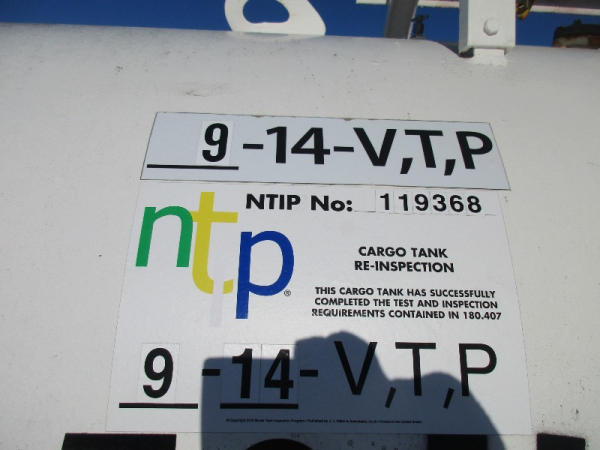 9-14-V,T,P
NTIP No: 119368
ntp®
CARGO TANK
RE-INSPECTION
THIS CARGO TANK HAS SUCCESSFULLY
COMPLETED THE TEST AND INSPECTION
REQUIREMENTS CONTAINED IN 180.407
9-14-V,T,P